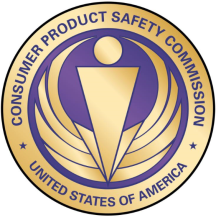 CONSUMER PRODUCT SAFETY COMMISSION
UNITED STATES OF AMERICA